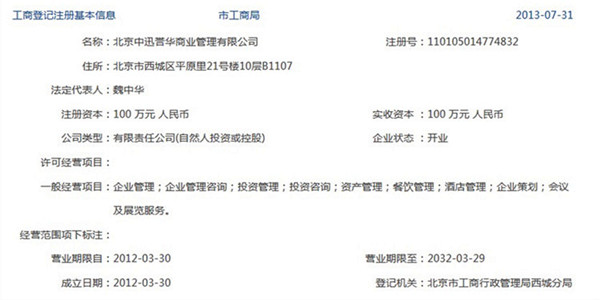 工商登记注册基本信息 市工商局 2013-07-31
名称：北京中迅晋华商业管理有限公司 注册号：110105014774832
住所：北京市西城区平原里21号楼10层B1107
法定代表人：魏中华
注册资本：100 万元 人民币 实收资本 ：100 万元 人民币
公司类型：有限责任公司(自然人投资或控股) 企业状态 ：开业
许可经营项目：
一般经营项目：企业管理；企业管理咨询；投资管理；投资咨询；资产管理；餐饮管理；酒店管理；企业策划；会议
及展览服务。
经营范围项下标注：
营业期限自：2012-03-30 营业期限至：2032-03-29
成立日期：2012-03-30 登记机关：北京市工商行政管理局西城分局